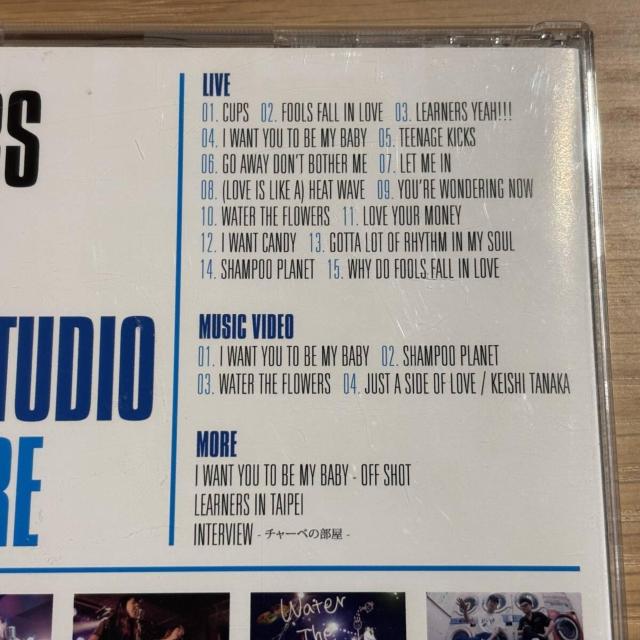 LIVE
01. CUPS 02. FOOLS FALL IN LOVE 03. LEARNERS YEAH!!!
04. I WANT YOU TO BE MY BABY 05. TEENAGE KICKS
06. GO AWAY DON'T BOTHER ME 07. LET ME IN
08. (LOVE IS LIKE A) HEAT WAVE 09. YOU'RE WONDERING NOW
10. WATER THE FLOWERS 11. LOVE YOUR MONEY
12. I WANT CANDY 13. GOTTA LOT OF RHYTHM IN MY SOUL
14. SHAMPOO PLANET 15. WHY DO FOOLS FALL IN LOVE
TUDIO
RE
MUSIC VIDEO
01. I WANT YOU TO BE MY BABY 02. SHAMPOO PLANET
03. WATER THE FLOWERS 04. JUST A SIDE OF LOVE / KEISHI TANAKA
MORE
I WANT YOU TO BE MY BABY - OFF SHOT
LEARNERS IN TAIPEI
INTERVIEW - チャーベの部屋 -
Water
The